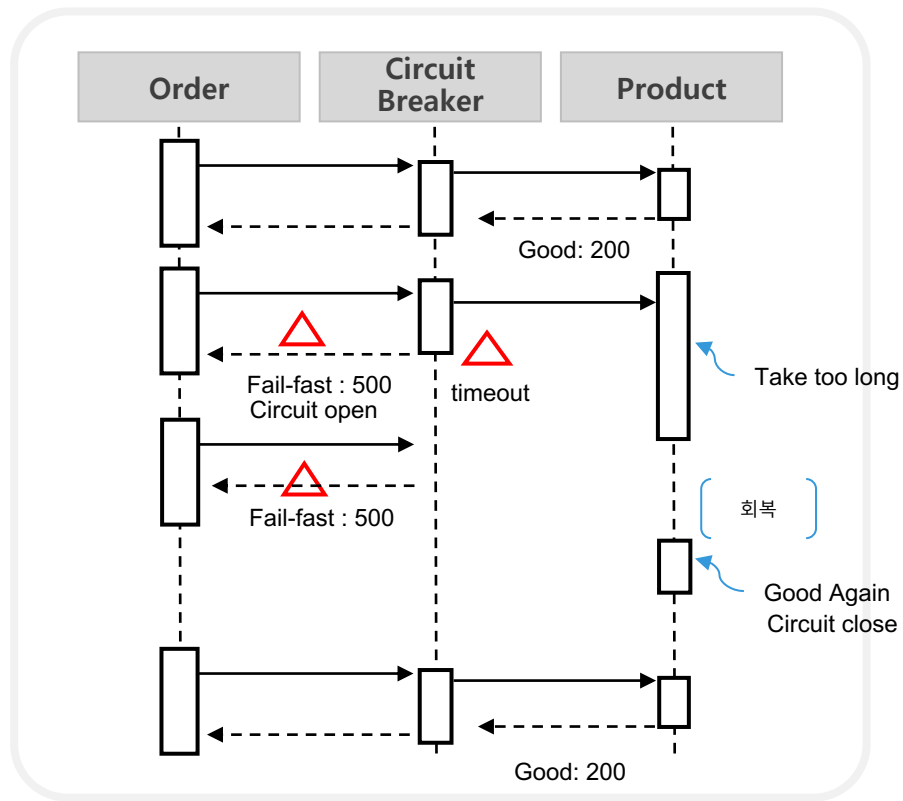 Order
Circuit
Breaker
Product
Good: 200
Fail-fast : 500
Circuit open
timeout
Take too long
Fail-fast : 500
회복
Good Again
Circuit close
Good: 200